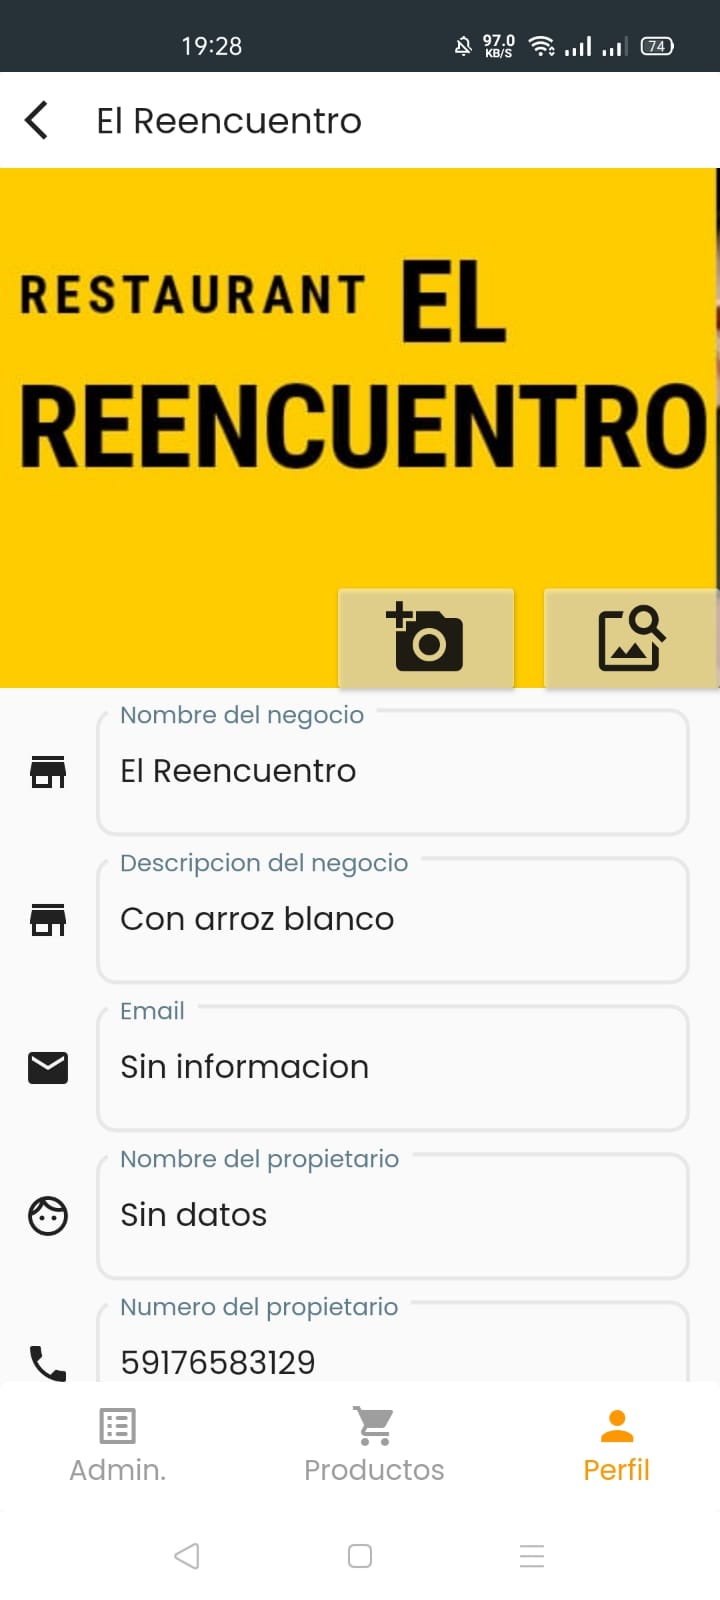 19:28 97.0 KB/S 74
El Reencuentro
RESTAURANT EL
REENCUENTRO
Nombre del negocio
El Reencuentro
Descripcion del negocio
Con arroz blanco
Email
Sin informacion
Nombre del propietario
Sin datos
Numero del propietario
59176583129
Admin. Productos Perfil